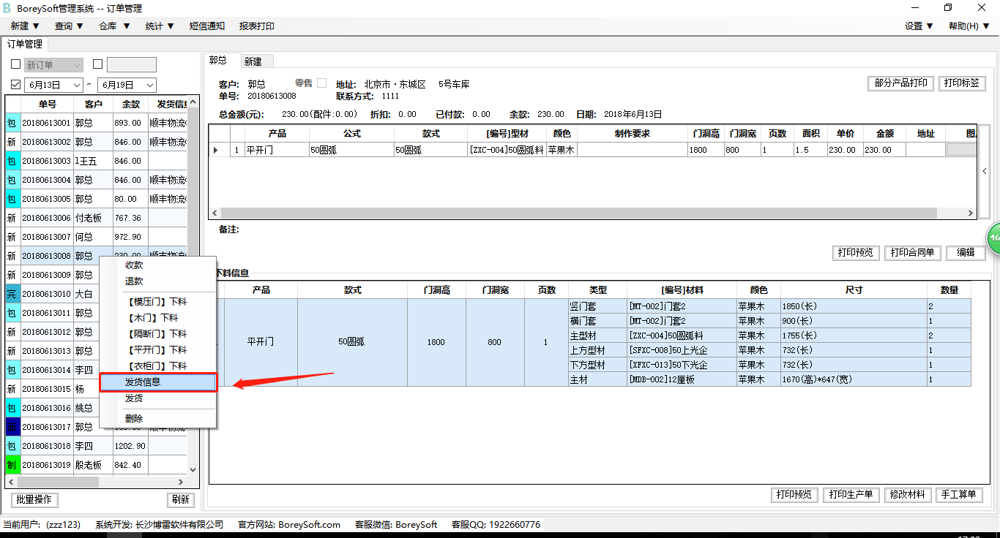 BoreySoft管理系统 -- 订单管理
新建 ▼ 查询 ▼ 仓库 ▼ 统计 ▼ 短信通知 报表打印 设置 ▼ 帮助(H) ▼
订单管理
新订单
6月13日 ~ 6月19日
单号 客户 余款 发货信息
包 20180613001 郭总 893.00 顺丰物流
新 20180613002 郭总 846.00 顺丰物流
包 20180613003 l王五 846.00
包 20180613004 郭总 846.00 顺丰物流
包 20180613005 郭总 80.00 顺丰物流
新 20180613006 付老板 767.36
新 20180613007 何总 972.90
新 20180613008 郭总 230.00 顺丰物流
新 20180613009 郭总
完 20180613010 大白
包 20180613011 郭总
新 20180613012 郭总
新 20180613013 郭总
包 20180613014 李四
新 20180613015 杨
包 20180613016 姚总
20180613017 郭总 顺丰物流
包 20180613018 李四 1202.90
制 20180613019 殷老板 842.40
批量操作 刷新
收款
退款
【模压门】下料
【木门】下料
【隔断门】下料
【平开门】下料
【衣柜门】下料
发货信息
发货
删除
郭总 新建
客户: 郭总 零售 地址: 北京市·东城区 5号车库
单号: 20180613008 联系方式: 1111
部分产品打印 打印标签
总金额(元): 230.00(配件:0.00) 折扣: 0.00 已付款: 0.00 余款: 230.00 日期: 2018年6月13日
产品 公式 款式 [编号]型材 颜色 制作要求 门洞高 门洞宽 页数 面积 单价 金额 地址 图
1 平开门 50圆弧 50圆弧 [ZXC-004]50圆弧料 苹果木 1800 800 1 1.5 230.00 230.00
备注:
打印预览 打印合同单 编辑
46
下料信息
产品 款式 门洞高 门洞宽 页数 类型 [编号]材料 颜色 尺寸 数量
平开门 50圆弧 1800 800 1
竖门套 [MT-002]门套2 苹果木 1850(长) 2
横门套 [MT-002]门套2 苹果木 900(长) 1
主型材 [ZXC-004]50圆弧料 苹果木 1755(长) 2
上方型材 [SFXC-008]50上光企 苹果木 732(长) 1
下方型材 [XFXC-013]50下光企 苹果木 732(长) 1
主材 [MDB-002]12厘板 苹果木 1670(高)*647(宽) 1
打印预览 打印生产单 修改材料 手工算单
当前用户: (zzz123) 系统开发: 长沙博雷软件有限公司 官方网站: BoreySoft.com 客服微信: BoreySoft 客服QQ: 1922660776